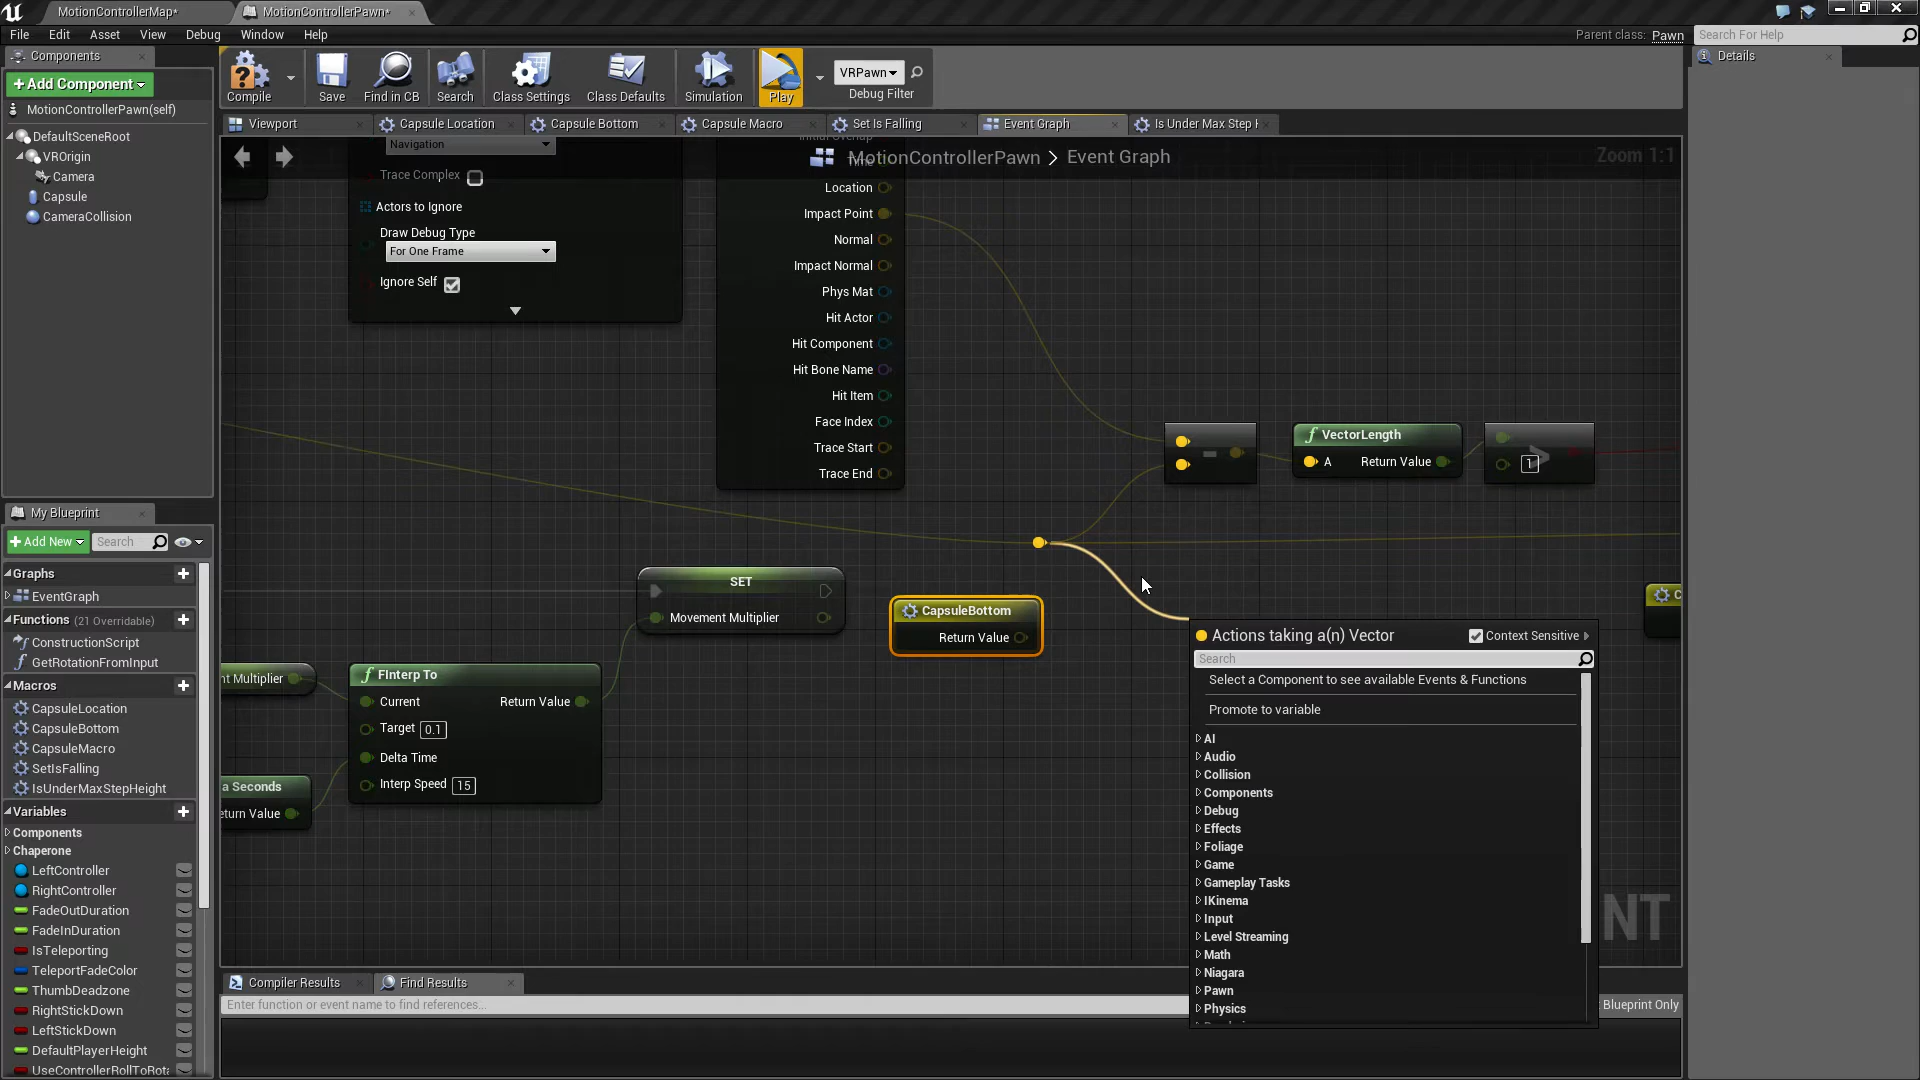 MotionControllerMap*
MotionControllerPawn*
File Edit Asset View Debug Window Help
Parent class: Pawn
Search For Help
Components
Details
+Add Component
MotionControllerPawn(self)
DefaultSceneRoot
VROrigin
Camera
Capsule
CameraCollision
Compile
Save
Find in CB
Search
Class Settings
Class Defaults
Simulation
Play
VRPawn
Debug Filter
Viewport
Capsule Location
Capsule Bottom
Capsule Macro
Set Is Falling
Event Graph
Is Under Max Step H
MotionControllerPawn > Event Graph
Zoom 1:1
Navigation
Trace Complex
Actors to Ignore
Draw Debug Type
For One Frame
Ignore Self
Initial Overlap
Time
Location
Impact Point
Normal
Impact Normal
Phys Mat
Hit Actor
Hit Component
Hit Bone Name
Hit Item
Face Index
Trace Start
Trace End
VectorLength
A Return Value
1
SET
Movement Multiplier
CapsuleBottom
Return Value
nt Multiplier
FInterp To
Current Return Value
Target 0.1
Delta Time
Interp Speed 15
a Seconds
eturn Value
C
Actions taking a(n) Vector
Context Sensitive
Search
Select a Component to see available Events & Functions
Promote to variable
AI
Audio
Collision
Components
Debug
Effects
Foliage
Game
Gameplay Tasks
IKinema
Input
Level Streaming
Math
Niagara
Pawn
Physics
NT
My Blueprint
+Add New
Search
Graphs
EventGraph
Functions (21 Overridable)
ConstructionScript
GetRotationFromInput
Macros
CapsuleLocation
CapsuleBottom
CapsuleMacro
SetIsFalling
IsUnderMaxStepHeight
Variables
Components
Chaperone
LeftController
RightController
FadeOutDuration
FadeInDuration
IsTeleporting
TeleportFadeColor
ThumbDeadzone
RightStickDown
LeftStickDown
DefaultPlayerHeight
UseControllerRollToRota
Compiler Results
Find Results
Enter function or event name to find references...
Blueprint Only